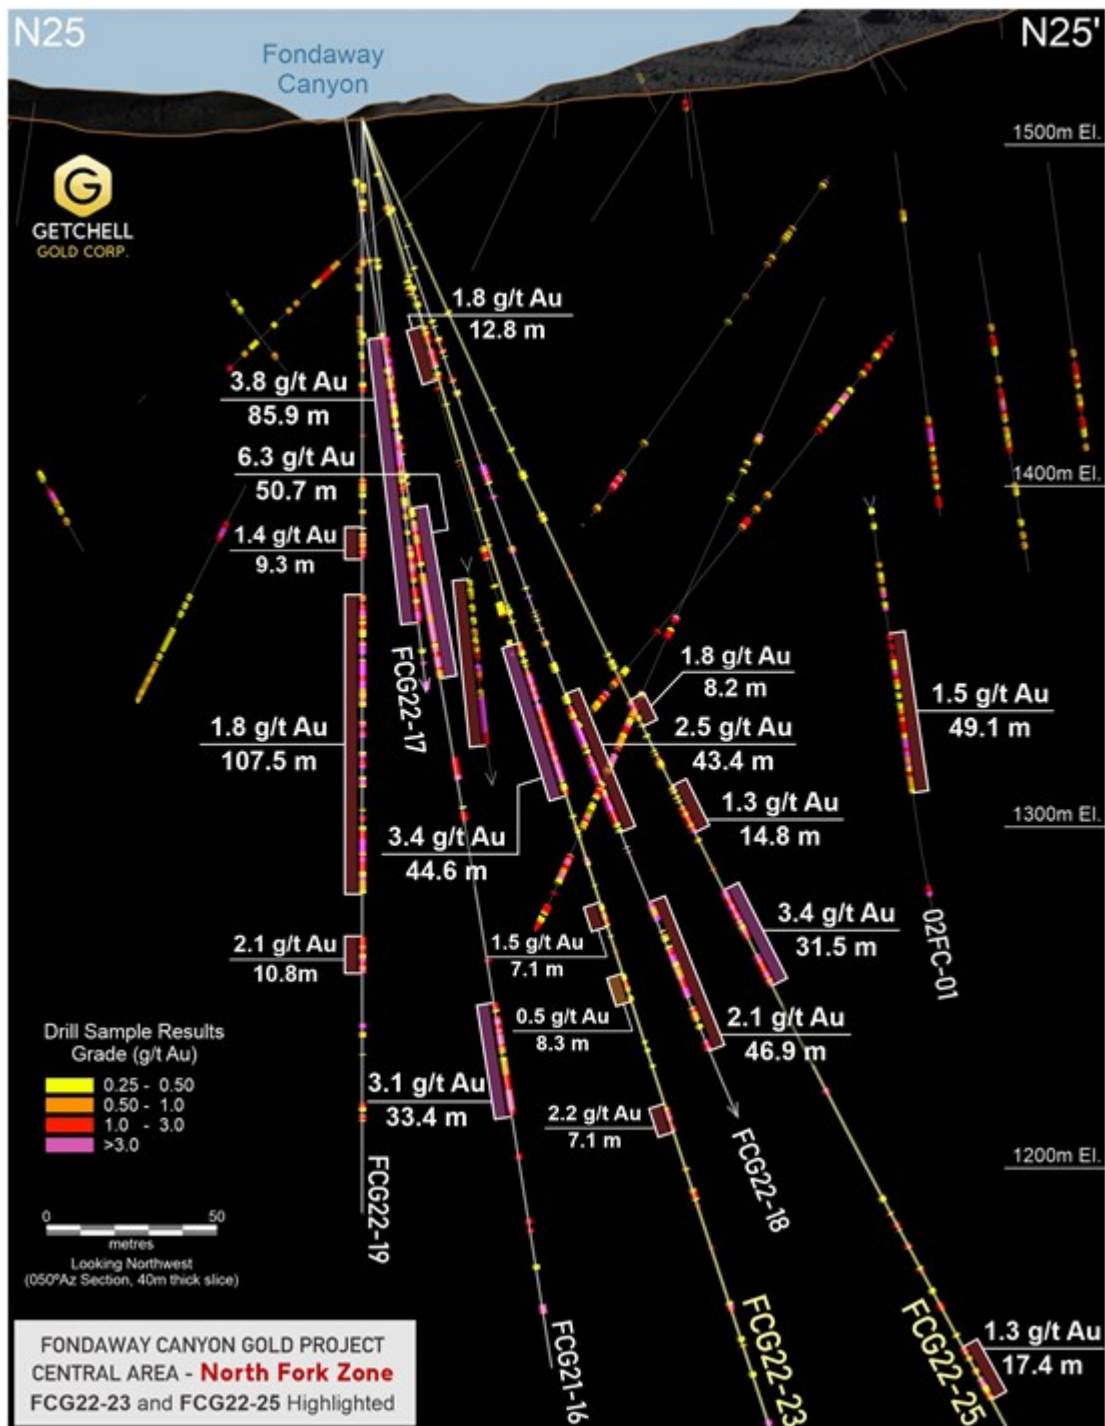 N25
N25'
Fondaway
Canyon
1500m El.
G
GETCHELL
GOLD CORP.
1.8 g/t Au
12.8 m
3.8 g/t Au
85.9 m
6.3 g/t Au
50.7 m
1400m El.
1.4 g/t Au
9.3 m
FCG22-17
1.8 g/t Au
8.2 m
1.8 g/t Au
107.5 m
2.5 g/t Au
43.4 m
1.5 g/t Au
49.1 m
1.3 g/t Au
14.8 m
1300m El.
3.4 g/t Au
44.6 m
3.4 g/t Au
31.5 m
2.1 g/t Au
10.8m
1.5 g/t Au
7.1 m
02FC-01
0.5 g/t Au
8.3 m
2.1 g/t Au
46.9 m
Drill Sample Results
Grade (g/t Au)
0.25 - 0.50
0.50 - 1.0
1.0 - 3.0
>3.0
3.1 g/t Au
33.4 m
2.2 g/t Au
7.1 m
FCG22-18
1200m El.
FCG22-19
0 50
metres
Looking Northwest
(050ºAz Section, 40m thick slice)
FCG21-16
FCG22-23
FCG22-25
1.3 g/t Au
17.4 m
FONDAWAY CANYON GOLD PROJECT
CENTRAL AREA - North Fork Zone
FCG22-23 and FCG22-25 Highlighted